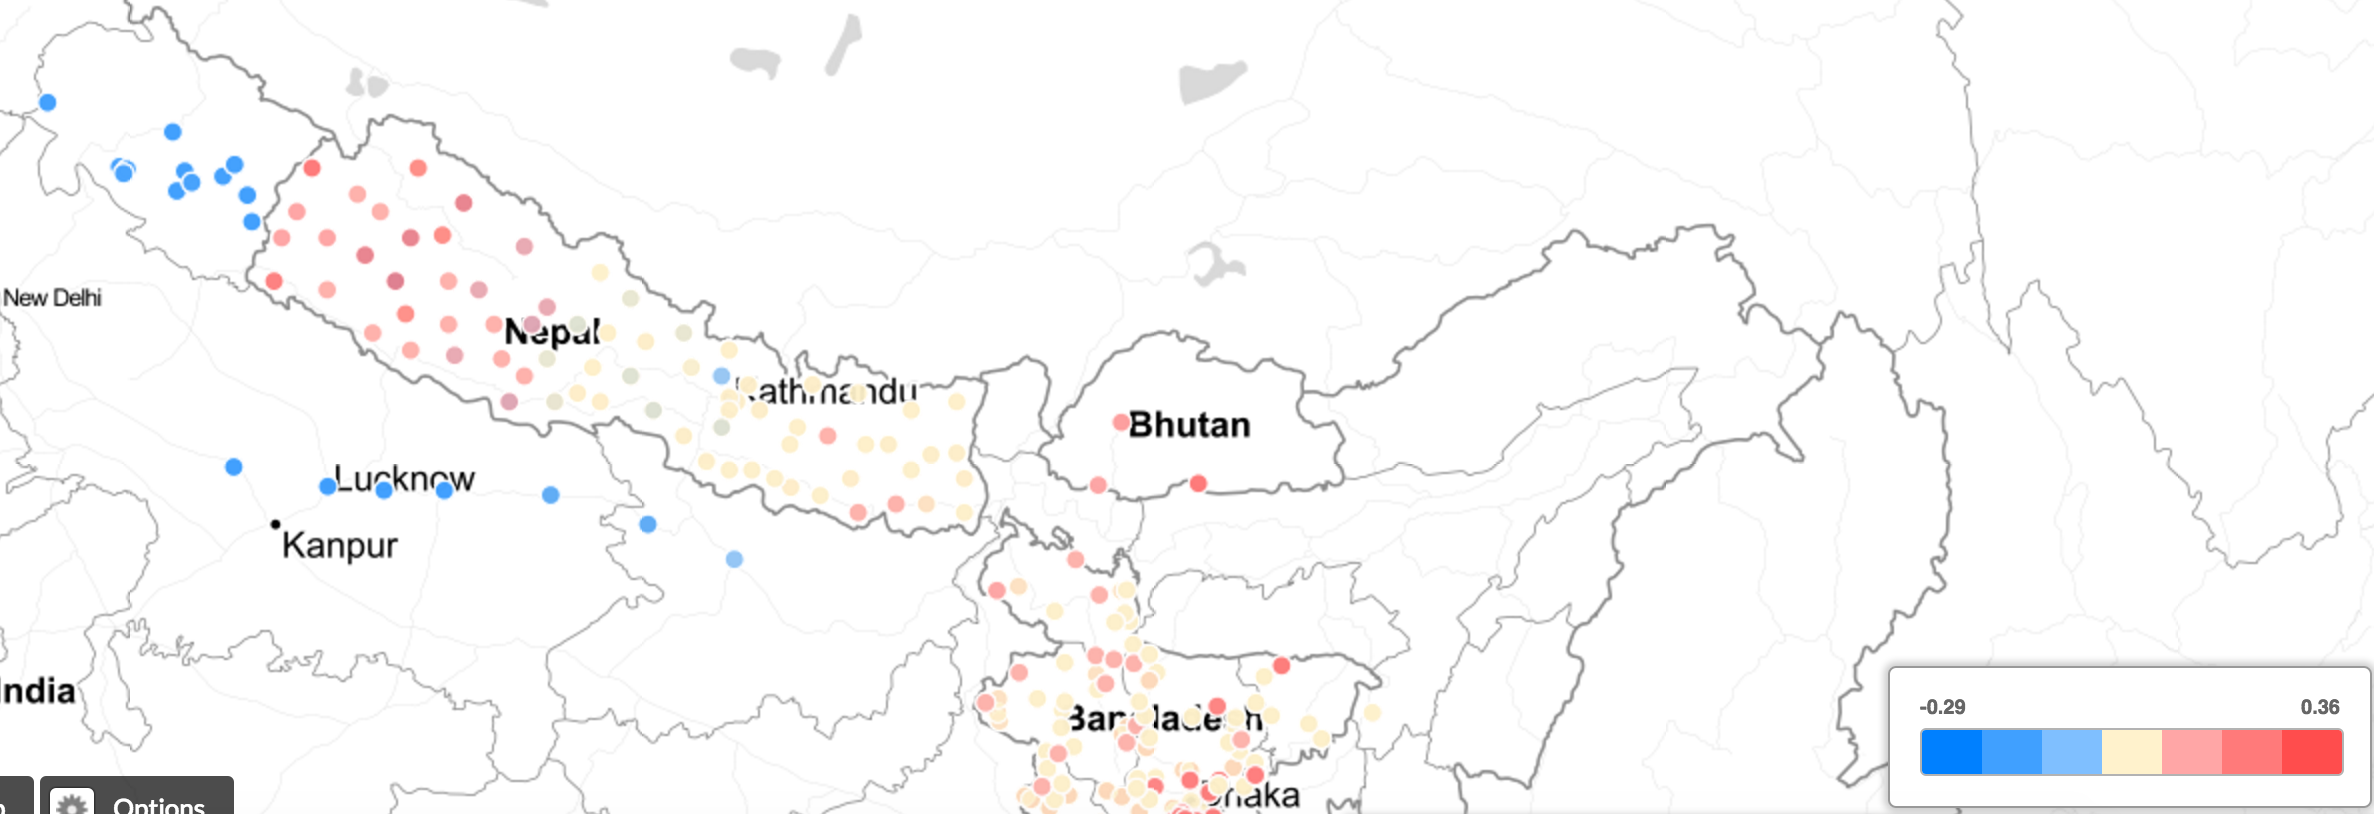 New Delhi
Nepal
Kathmandu
Bhutan
Lucknow
Kanpur
India
Bangladesh
-0.29 0.36
Dhaka
Options